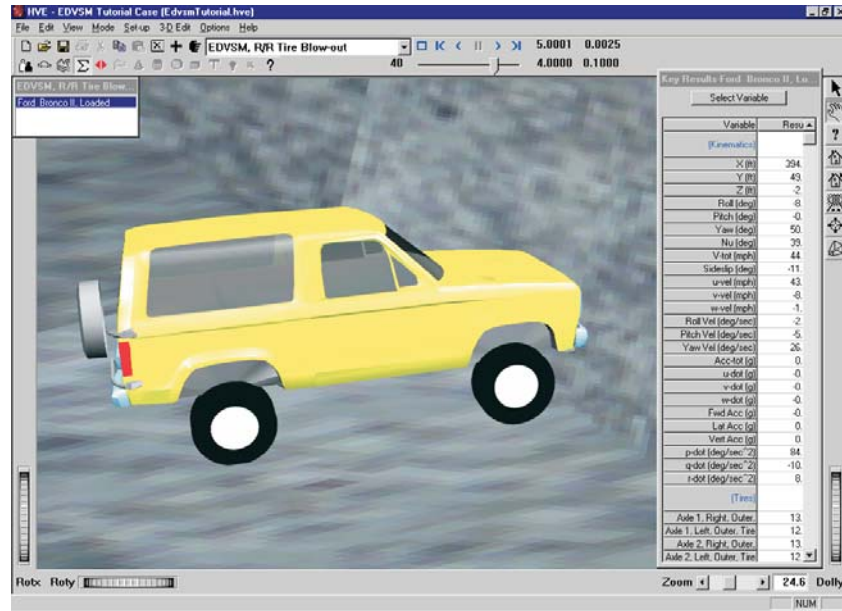 HVE - EDVSM Tutorial Case (EdvsmTutorial.hve)
File Edit View Mode Set-up 3-D Edit Options Help
EDVSM, R/R Tire Blow-out
5.0001 0.0025
40
4.0000 0.1000
EDVSM, R/R Tire Blow...
Ford Bronco II, Loaded
Key Results Ford Bronco II, Lo...
Select Variable
Variable Resu
(Kinematics)
X (ft) 394.
Y (ft) 49.
Z (ft) -2.
Roll (deg) -8.
Pitch (deg) -0.
Yaw (deg) 50.
Nu (deg) 39.
V-tot (mph) 44.
Sideslip (deg) -11.
u-vel (mph) 43.
v-vel (mph) -8.
w-vel (mph) -1.
Roll Vel (deg/sec) -2.
Pitch Vel (deg/sec) -5.
Yaw Vel (deg/sec) 26.
Acc-tot (g) 0.
u-dot (g) -0.
v-dot (g) -0.
w-dot (g) -0.
Fwd Acc (g) -0.
Lat Acc (g) 0.
Vert Acc (g) 0.
p-dot (deg/sec^2) 84.
q-dot (deg/sec^2) -10.
r-dot (deg/sec^2) 8.
(Tires)
Axle 1, Right, Outer, 13.
Axle 1, Left, Outer, Tire 12.
Axle 2, Right, Outer, 13.
Axle 2, Left, Outer, Tire 12
Rotx Roty
Zoom 24.6 Dolly
NUM